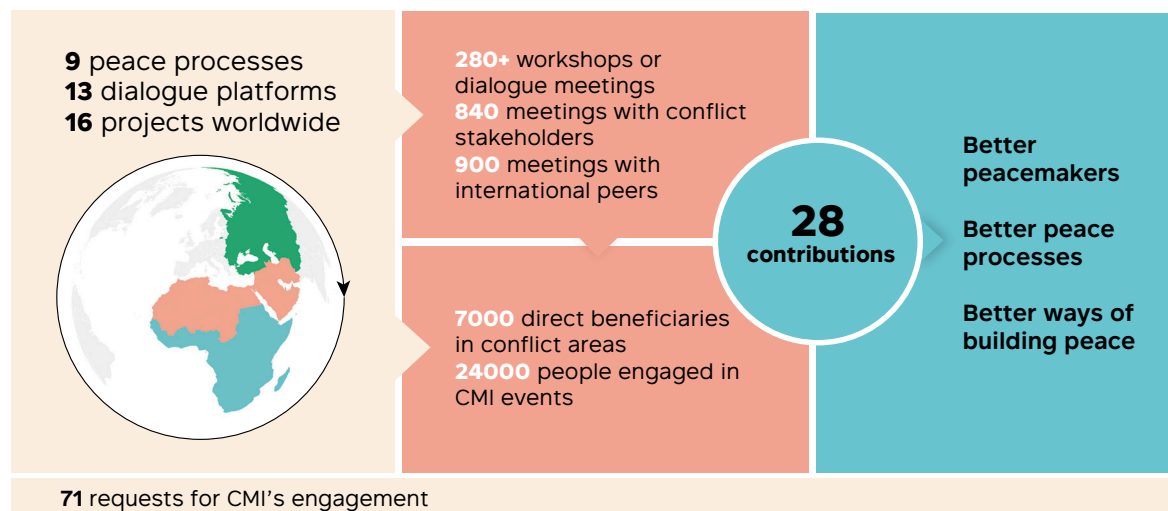 9 peace processes
13 dialogue platforms
16 projects worldwide
280+ workshops or
dialogue meetings
840 meetings with conflict
stakeholders
900 meetings with
international peers
7000 direct beneficiaries
in conflict areas
24000 people engaged in
CMI events
28
contributions
Better
peacemakers
Better peace
processes
Better ways of
building peace
71 requests for CMI’s engagement